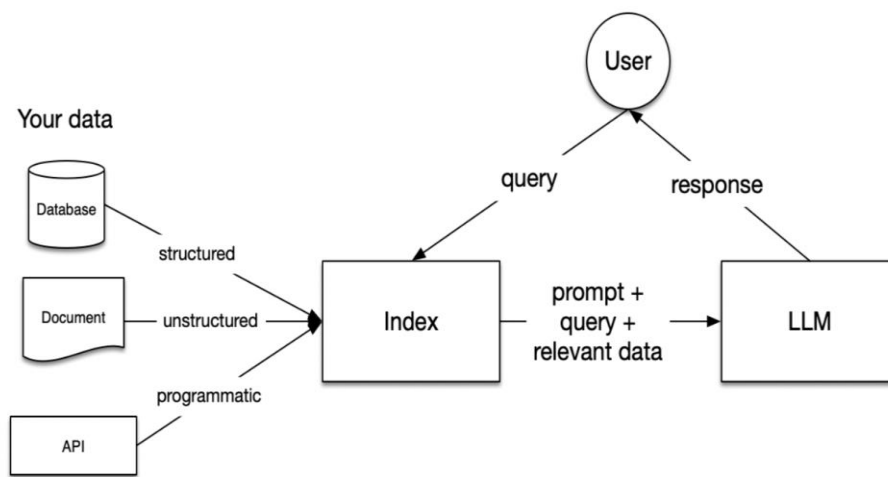 User
Your data
Database
query
response
structured
Document
unstructured
Index
prompt +
query +
relevant data
LLM
programmatic
API